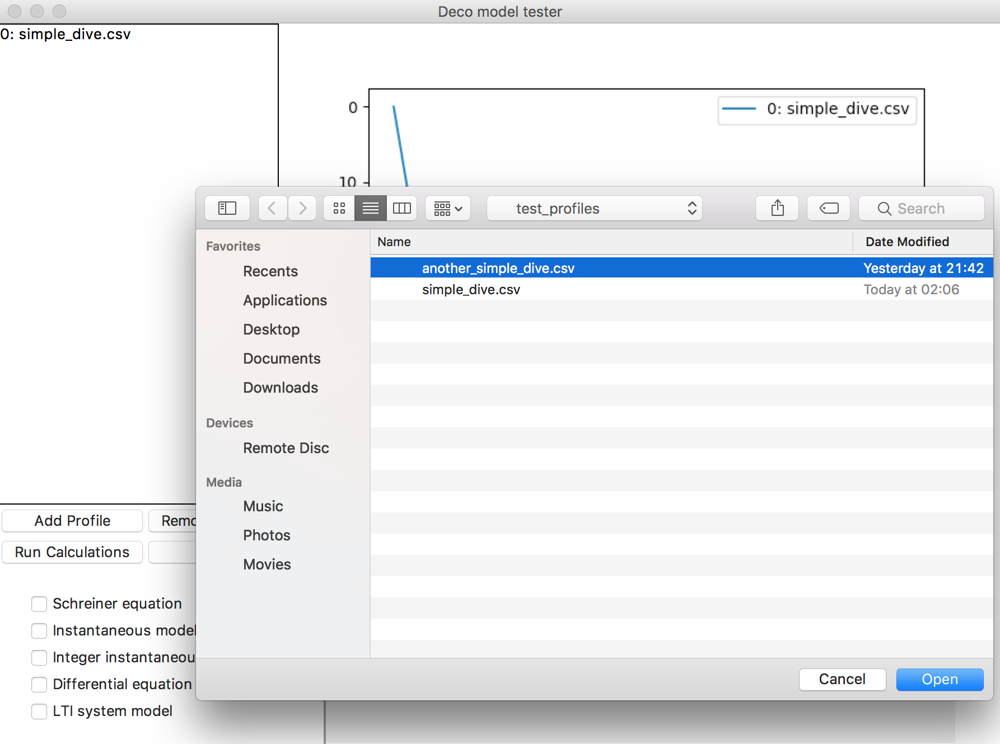 Deco model tester
0: simple_dive.csv
0
0: simple_dive.csv
10
test_profiles
Search
Favorites
Recents
Applications
Desktop
Documents
Downloads
Devices
Remote Disc
Media
Music
Photos
Movies
Name
Date Modified
another_simple_dive.csv
Yesterday at 21:42
simple_dive.csv
Today at 02:06
Cancel
Open
Add Profile
Remo
Run Calculations
Schreiner equation
Instantaneous model
Integer instantaneou
Differential equation
LTI system model